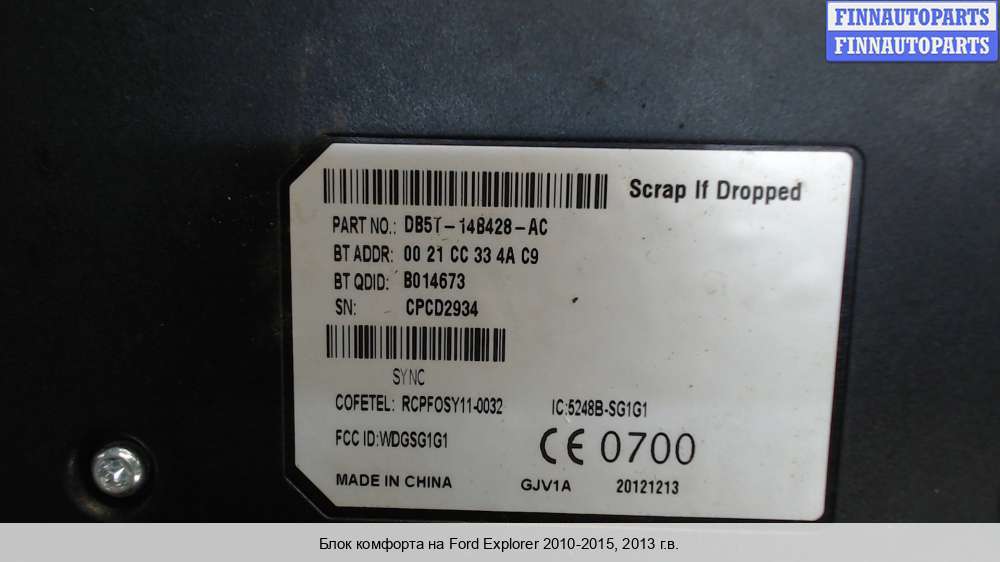 FINNAUTOPARTS
FINNAUTOPARTS
Scrap If Dropped
PART NO.: DB5T-14B428-AC
BT ADDR: 00 21 CC 33 4A C9
BT QDID: B014673
SN: CPCD2934
SYNC
COFETEL: RCPFOSY11-0032 IC:5248B-SG1G1
FCC ID:WDGSG1G1
CE 0700
MADE IN CHINA GJV1A 20121213
Блок комфорта на Ford Explorer 2010-2015, 2013 г.в.